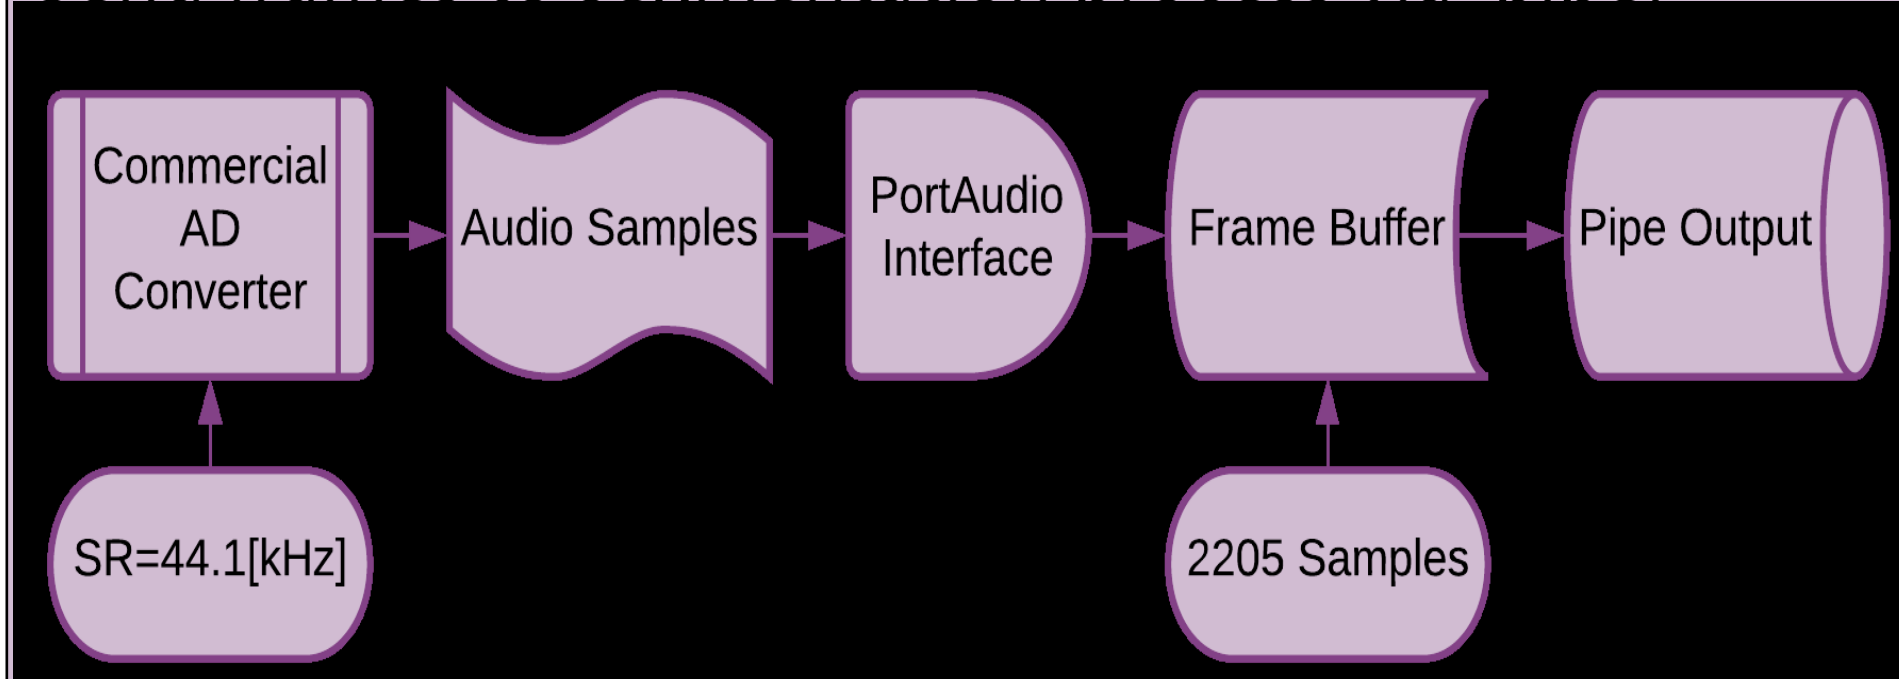 Commercial
AD
Converter
Audio Samples
PortAudio
Interface
Frame Buffer
Pipe Output
SR=44.1[kHz]
2205 Samples